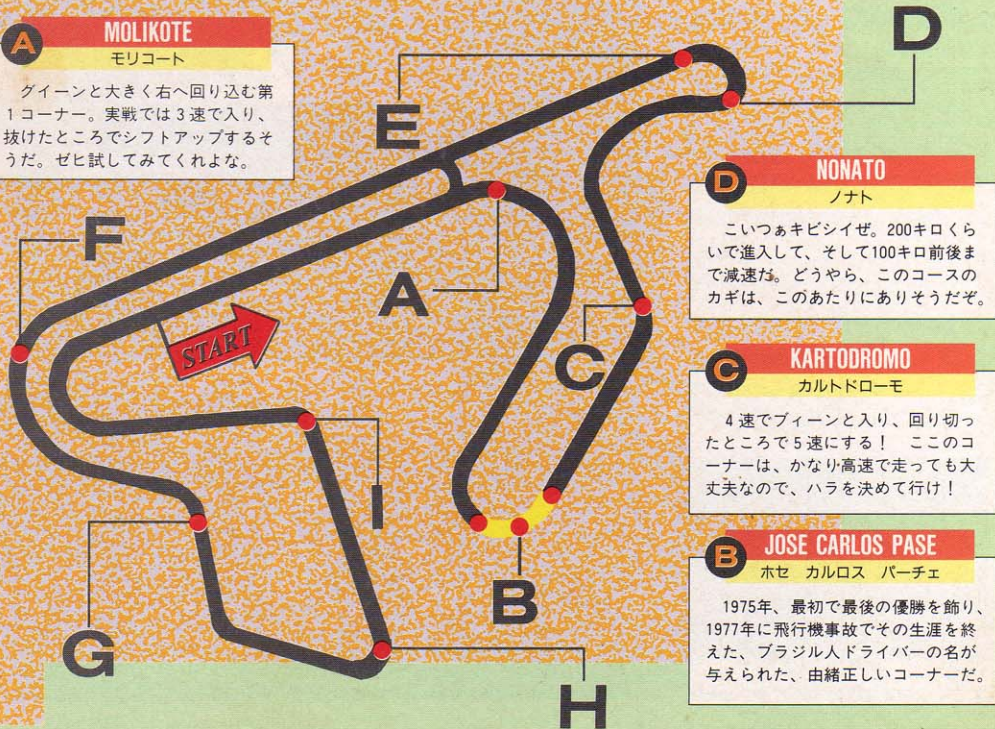 A
MOLIKOTE
モリコート
グイーンと大きく右へ回り込む第
1コーナー。実戦では3速で入り、
抜けたところでシフトアップするそ
うだ。ゼヒ試してみてくれよな。
D
E
F
A
START
C
I
B
G
H
D
NONATO
ノナト
こいつぁキビシイぜ。200キロくら
いで進入して、そして100キロ前後ま
で減速だ。どうやら、このコースの
カギは、このあたりにありそうだぞ。
C
KARTODROMO
カルトドローモ
4速でブィーンと入り、回り切っ
たところで5速にする! ここのコ
ーナーは、かなり高速で走っても大
丈夫なので、ハラを決めて行け!
B
JOSE CARLOS PASE
ホセ カルロス パーチェ
1975年、最初で最後の優勝を飾り、
1977年に飛行機事故でその生涯を終
えた、ブラジル人ドライバーの名が
与えられた、由緒正しいコーナーだ。